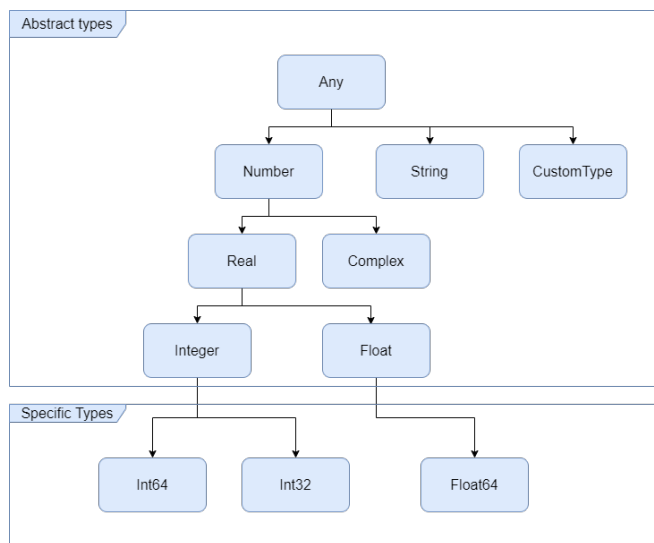 Abstract types
Any
Number
String
CustomType
Real
Complex
Integer
Float
Specific Types
Int64
Int32
Float64